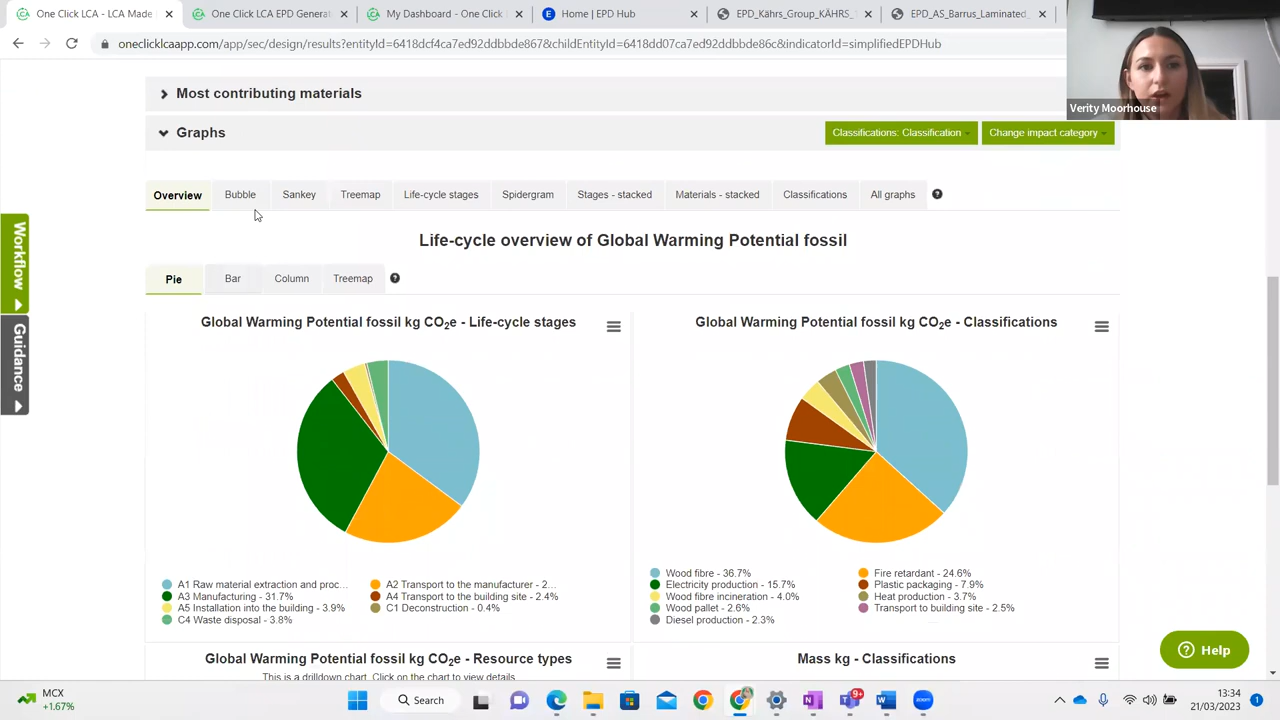 One Click LCA - LCA Made
One Click LCA EPD Generat
My Dashboard - One Click
Home | EPD Hub
EPD_Kährs_Group_KÄHRS_
EPD_AS_Barrus_Laminated_
oneclicklcaapp.com/app/sec/design/results?entityId=6418dcf4ca7ed92ddbbde867&childEntityId=6418dd07ca7ed92ddbbde86c&indicatorId=simplifiedEPDHub
Verity Moorhouse
Most contributing materials
Graphs
Classifications: Classification
Change impact category
Overview
Bubble
Sankey
Treemap
Life-cycle stages
Spidergram
Stages - stacked
Materials - stacked
Classifications
All graphs
?
Workflow
Guidance
Life-cycle overview of Global Warming Potential fossil
Pie
Bar
Column
Treemap
?
Global Warming Potential fossil kg CO2e - Life-cycle stages
A1 Raw material extraction and proc...
A2 Transport to the manufacturer - 2...
A3 Manufacturing - 31.7%
A4 Transport to the building site - 2.4%
A5 Installation into the building - 3.9%
C1 Deconstruction - 0.4%
C4 Waste disposal - 3.8%
Global Warming Potential fossil kg CO2e - Classifications
Wood fibre - 36.7%
Fire retardant - 24.6%
Electricity production - 15.7%
Plastic packaging - 7.9%
Wood fibre incineration - 4.0%
Heat production - 3.7%
Wood pallet - 2.6%
Transport to building site - 2.5%
Diesel production - 2.3%
Global Warming Potential fossil kg CO2e - Resource types
This is a drilldown chart. Click on the chart to view details
Mass kg - Classifications
? Help
MCX
+1.67%
Search
9+
13:34
21/03/2023
1